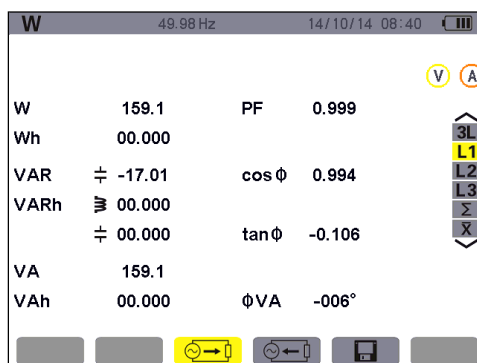 W 49.98 Hz 14/10/14 08:40
V A
W 159.1 PF 0.999
Wh 00.000
3L
L1
VAR -17.01 cos ϕ 0.994
L2
L3
VARh 00.000
Σ
00.000 tan ϕ -0.106
X̅
VA 159.1
VAh 00.000 ϕVA -006°